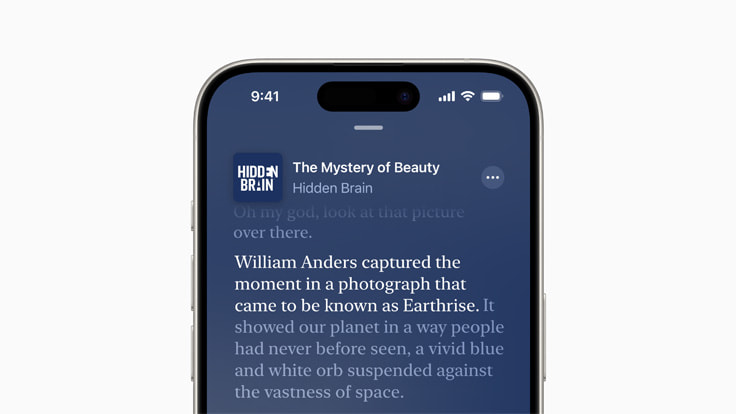 9:41
HIDDEN
BRAIN
The Mystery of Beauty
Hidden Brain
Oh my god, look at that picture
over there.
William Anders captured the
moment in a photograph that
came to be known as Earthrise. It
showed our planet in a way people
had never before seen, a vivid blue
and white orb suspended against
the vastness of space.